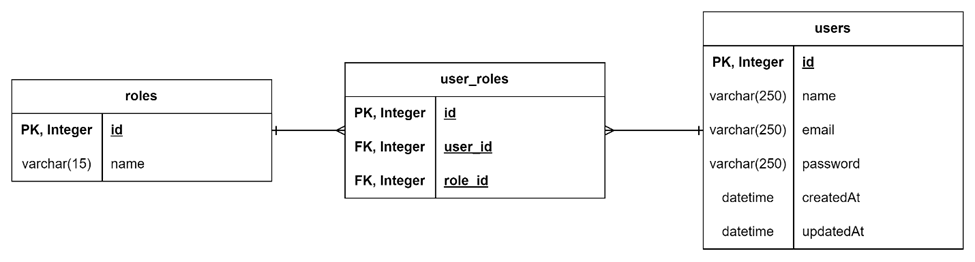 roles
PK, Integer id
varchar(15) name
user_roles
PK, Integer id
FK, Integer user_id
FK, Integer role_id
users
PK, Integer id
varchar(250) name
varchar(250) email
varchar(250) password
datetime createdAt
datetime updatedAt